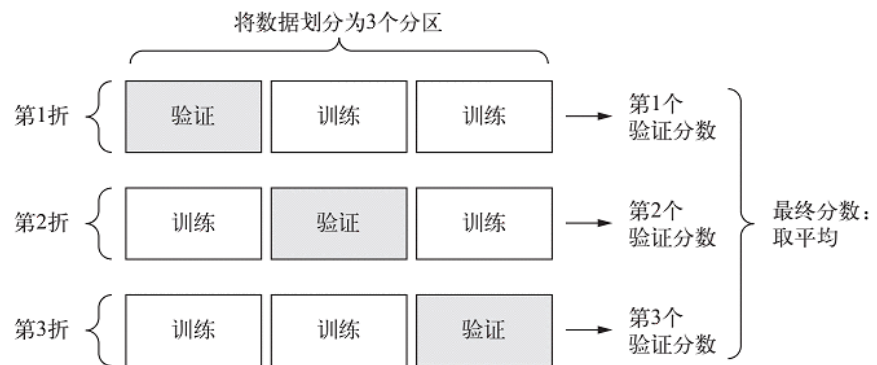 将数据划分为3个分区
第1折 验证 训练 训练 第1个
验证分数
第2折 训练 验证 训练 第2个
验证分数
最终分数：
取平均
第3折 训练 训练 验证 第3个
验证分数